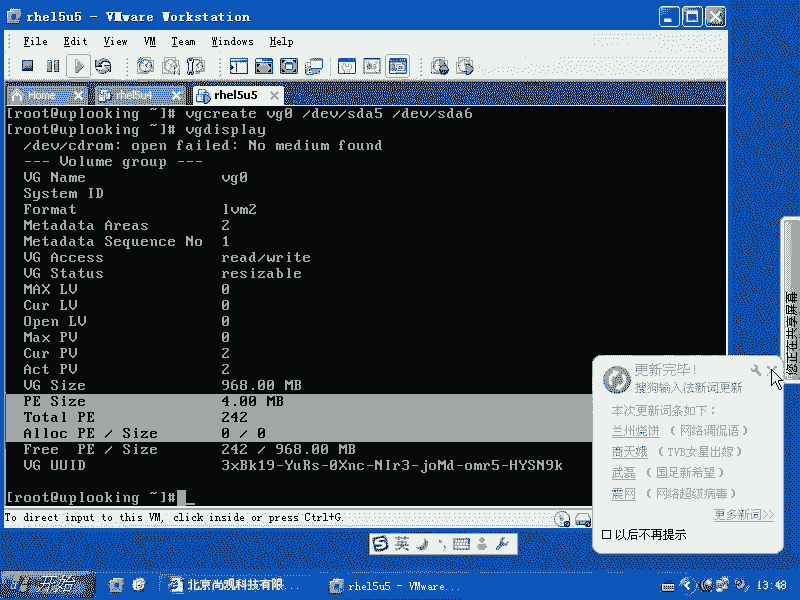 rhel5u5 - VMware Workstation
File Edit View VM Team Windows Help
Home rhel5u4 rhel5u5
[root@uplooking ~]# vgcreate vg0 /dev/sda5 /dev/sda6
[root@uplooking ~]# vgdisplay
/dev/cdrom: open failed: No medium found
--- Volume group ---
VG Name vg0
System ID
Format lvm2
Metadata Areas 2
Metadata Sequence No 1
VG Access read/write
VG Status resizable
MAX LV 0
Cur LV 0
Open LV 0
Max PV 0
Cur PV 2
Act PV 2
VG Size 968.00 MB
PE Size 4.00 MB
Total PE 242
Alloc PE / Size 0 / 0
Free PE / Size 242 / 968.00 MB
VG UUID 3xBk19-YuRs-0Xnc-NIr3-joMd-omr5-HYSN9k
[root@uplooking ~]#
To direct input to this VM, click inside or press Ctrl+G.
您正在共享屏幕
更新完毕！
搜狗输入法新词更新
本次更新词条如下：
兰州烧饼 （网络调侃语）
商天娥 （TVB女星出嫁）
武磊 （国足新希望）
震网 （网络超级病毒）
更多新词>>
以后不再提示
英
开始
北京尚观科技有限...
rhel5u5 - VMware...
13:48